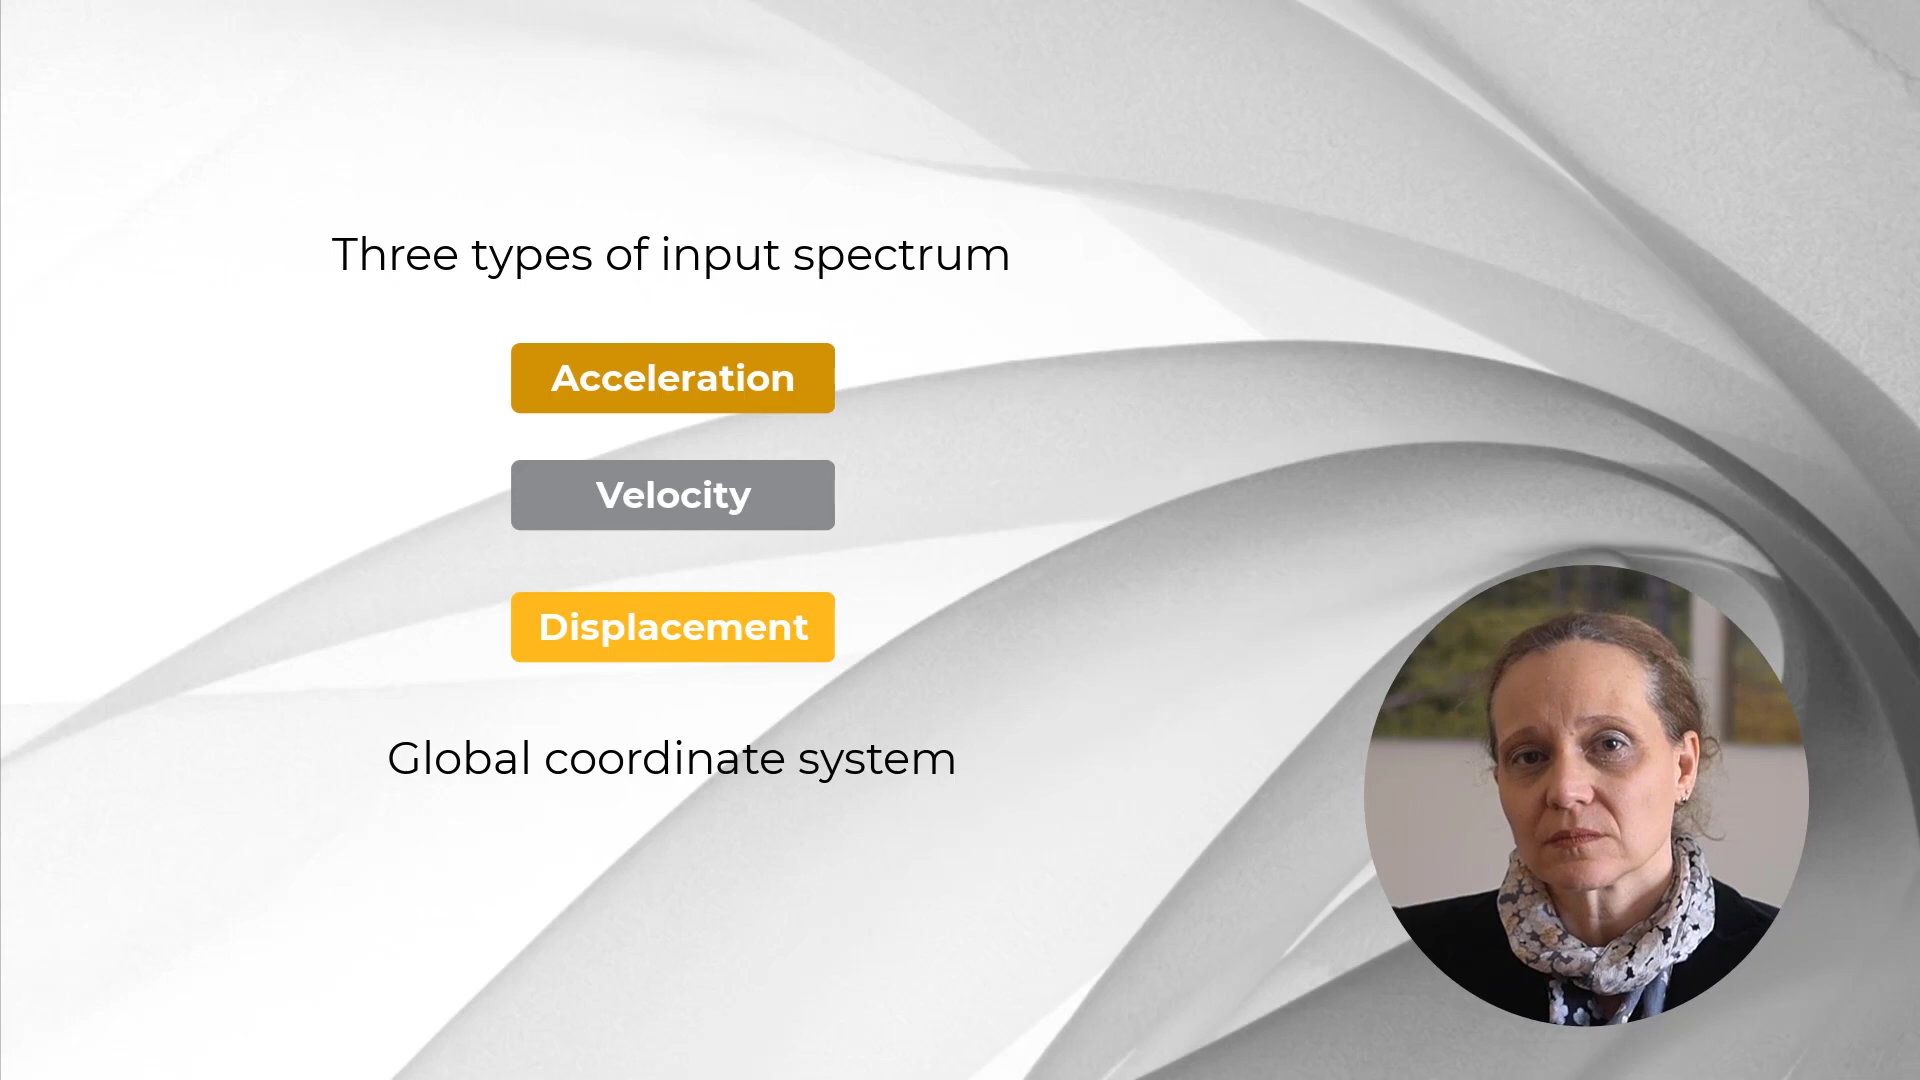 Three types of input spectrum
Acceleration
Velocity
Displacement
Global coordinate system